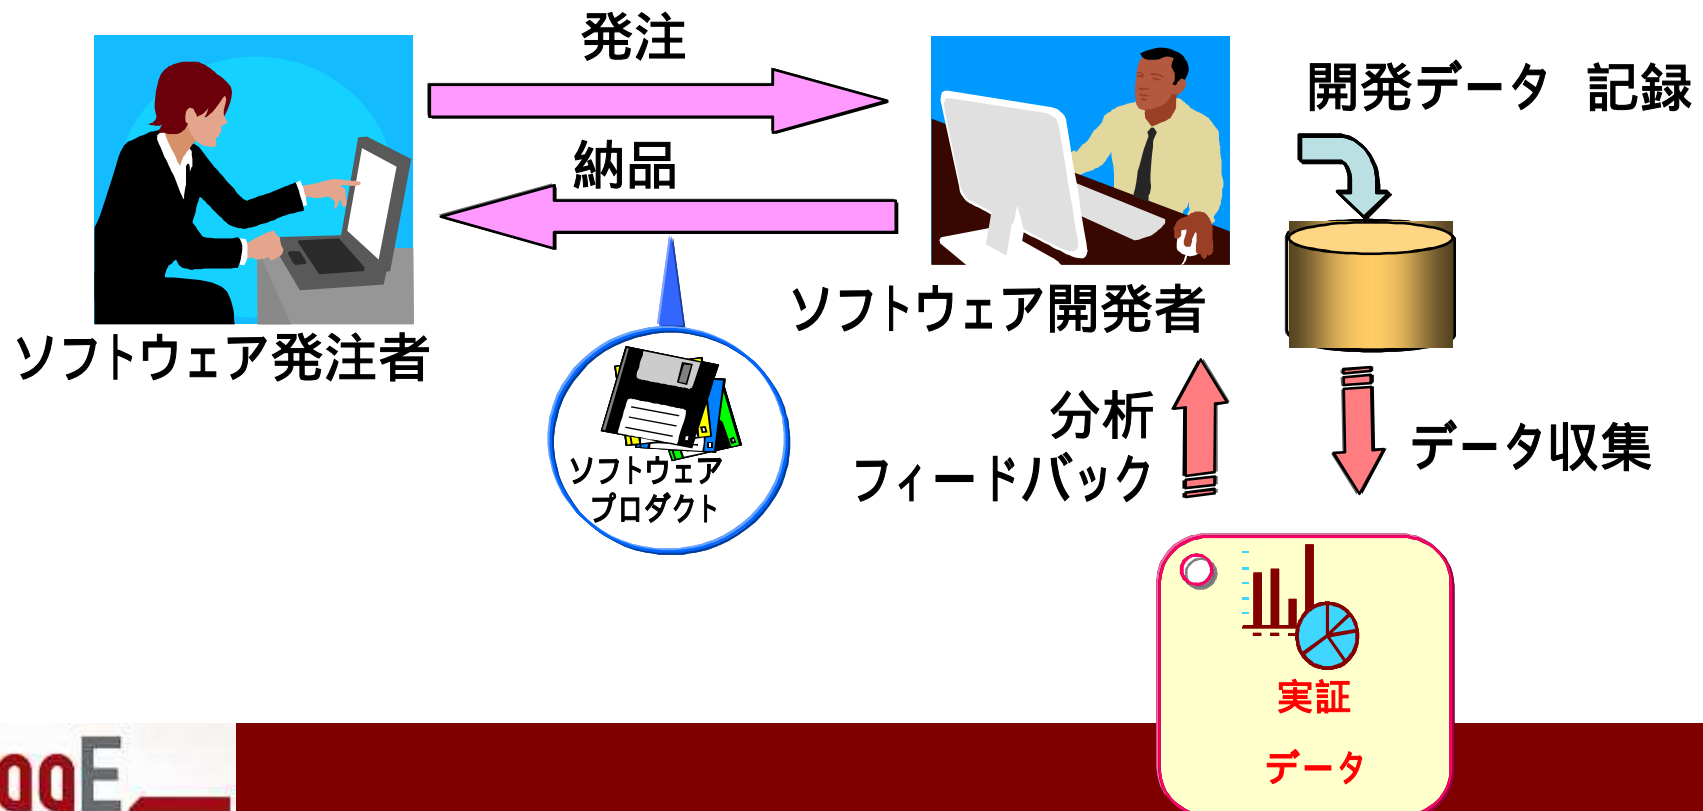 発注
開発データ 記録
納品
ソフトウェア開発者
ソフトウェア発注者
分析
フィードバック
データ収集
ソフトウェア
プロダクト
実証
データ